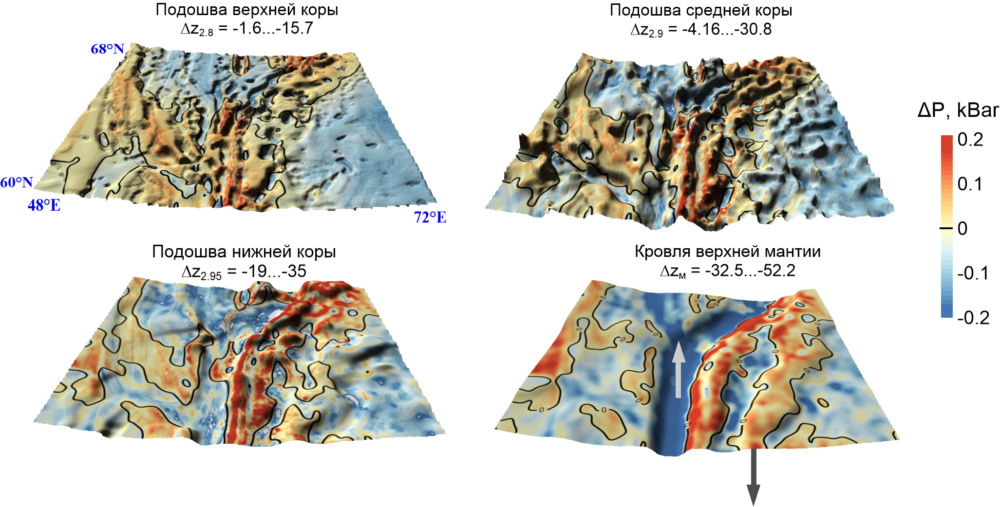 Подошва верхней коры
Δz2.8 = -1.6...-15.7
68°N
60°N
48°E
72°E
Подошва средней коры
Δz2.9 = -4.16...-30.8
ΔP, kBar
0.2
0.1
0
-0.1
-0.2
Подошва нижней коры
Δz2.95 = -19...-35
Кровля верхней мантии
Δzм = -32.5...-52.2